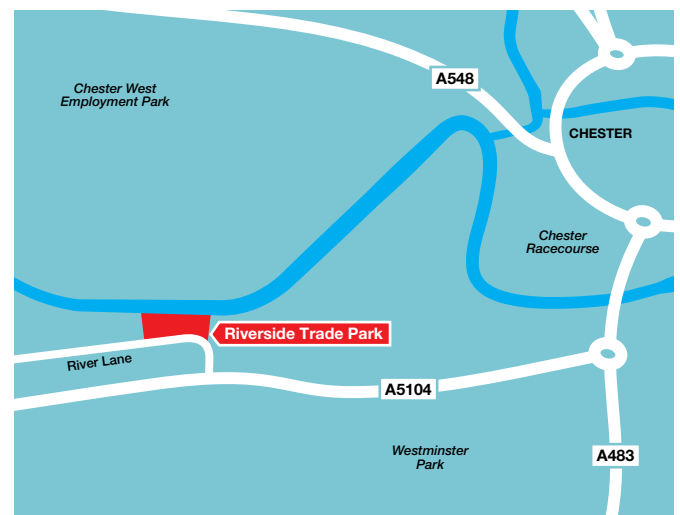 A548
Chester West
Employment Park
CHESTER
Chester
Racecourse
Riverside Trade Park
River Lane
A5104
Westminster
Park
A483